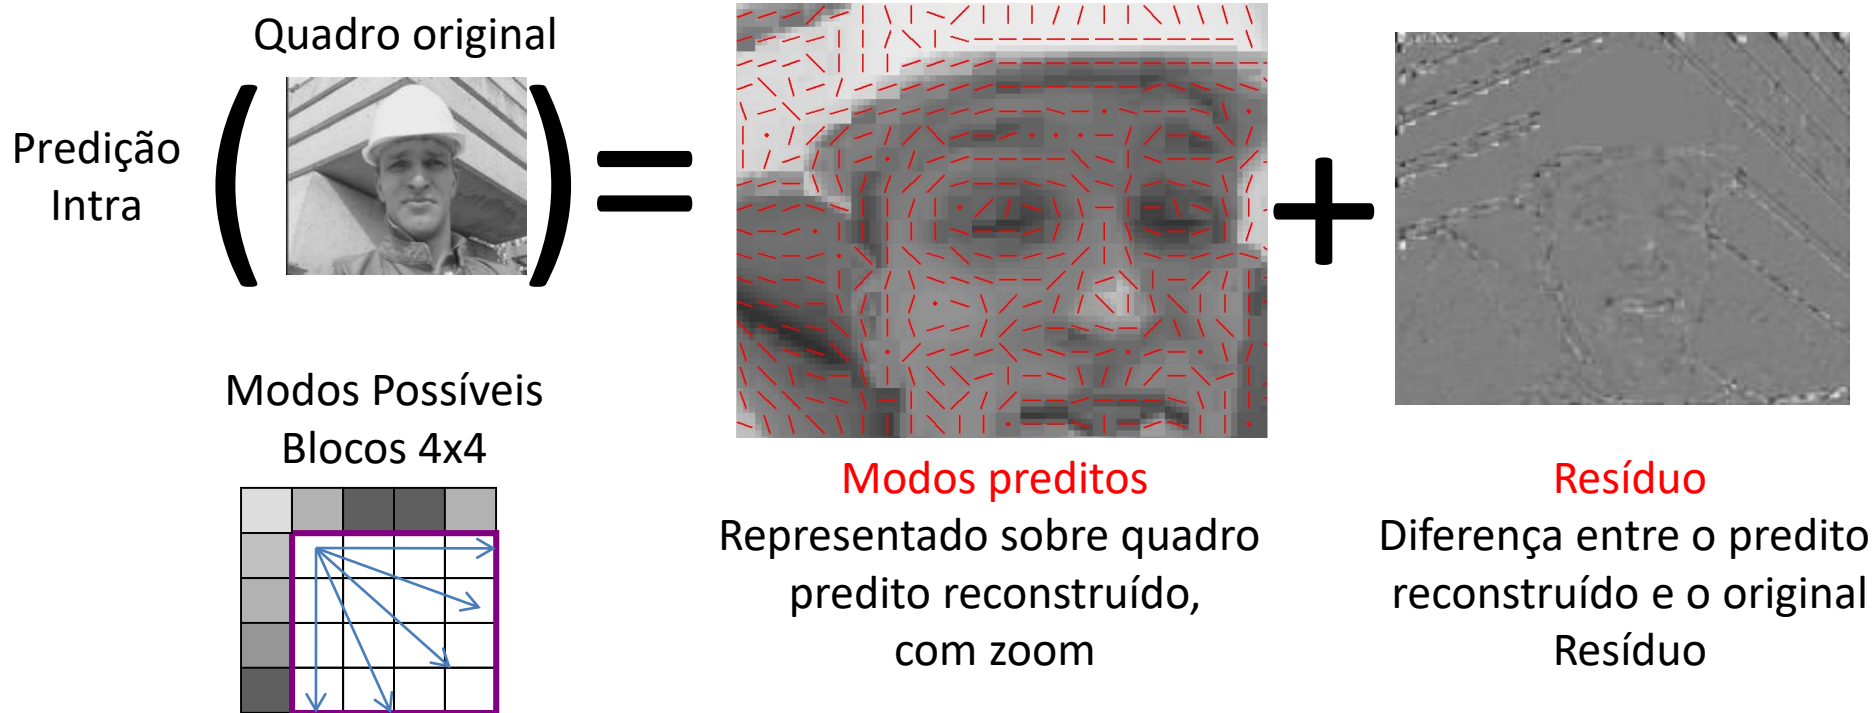 Quadro original
Predição
Intra
(
)
=
+
Modos Possíveis
Blocos 4x4
Modos preditos
Representado sobre quadro
predito reconstruído,
com zoom
Resíduo
Diferença entre o predito
reconstruído e o original
Resíduo